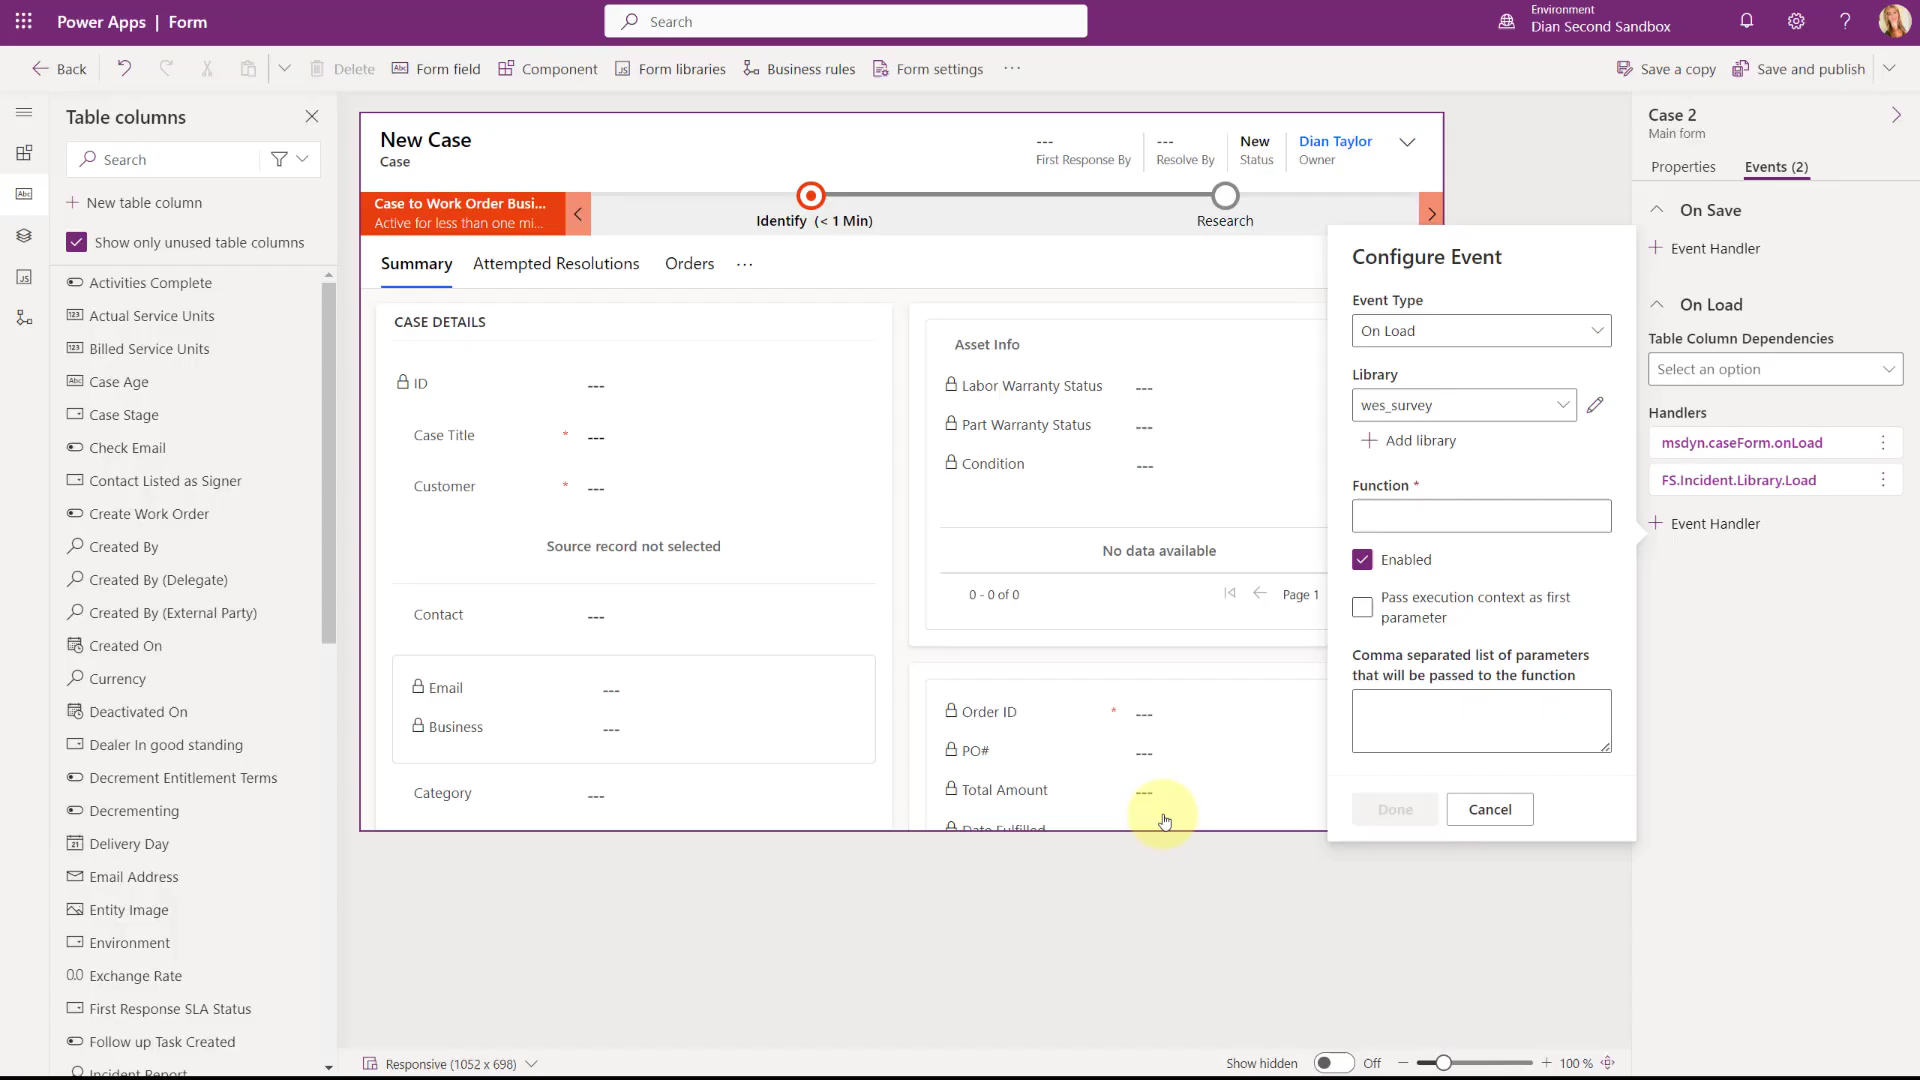 Power Apps | Form
Search
Environment
Dian Second Sandbox
Back
Delete
Form field
Component
Form libraries
Business rules
Form settings
Save a copy
Save and publish
Table columns
Search
New table column
Show only unused table columns
Activities Complete
Actual Service Units
Billed Service Units
Case Age
Case Stage
Check Email
Contact Listed as Signer
Create Work Order
Created By
Created By (Delegate)
Created By (External Party)
Created On
Currency
Deactivated On
Dealer In good standing
Decrement Entitlement Terms
Decrementing
Delivery Day
Email Address
Entity Image
Environment
Exchange Rate
First Response SLA Status
Follow up Task Created
Incident Report
New Case
Case
---
First Response By
---
Resolve By
New
Status
Dian Taylor
Owner
Case to Work Order Busi...
Active for less than one mi...
Identify (< 1 Min)
Research
Summary
Attempted Resolutions
Orders
CASE DETAILS
ID ---
Case Title * ---
Customer * ---
Source record not selected
Contact ---
Email ---
Business ---
Category ---
Asset Info
Labor Warranty Status ---
Part Warranty Status ---
Condition ---
No data available
0 - 0 of 0
Page 1
Order ID * ---
PO# ---
Total Amount ---
Date Fulfilled
Configure Event
Event Type
On Load
Library
wes_survey
Add library
Function *
Enabled
Pass execution context as first
parameter
Comma separated list of parameters
that will be passed to the function
Done
Cancel
Case 2
Main form
Properties
Events (2)
On Save
Event Handler
On Load
Table Column Dependencies
Select an option
Handlers
msdyn.caseForm.onLoad
FS.Incident.Library.Load
Event Handler
Responsive (1052 x 698)
Show hidden
Off
100 %